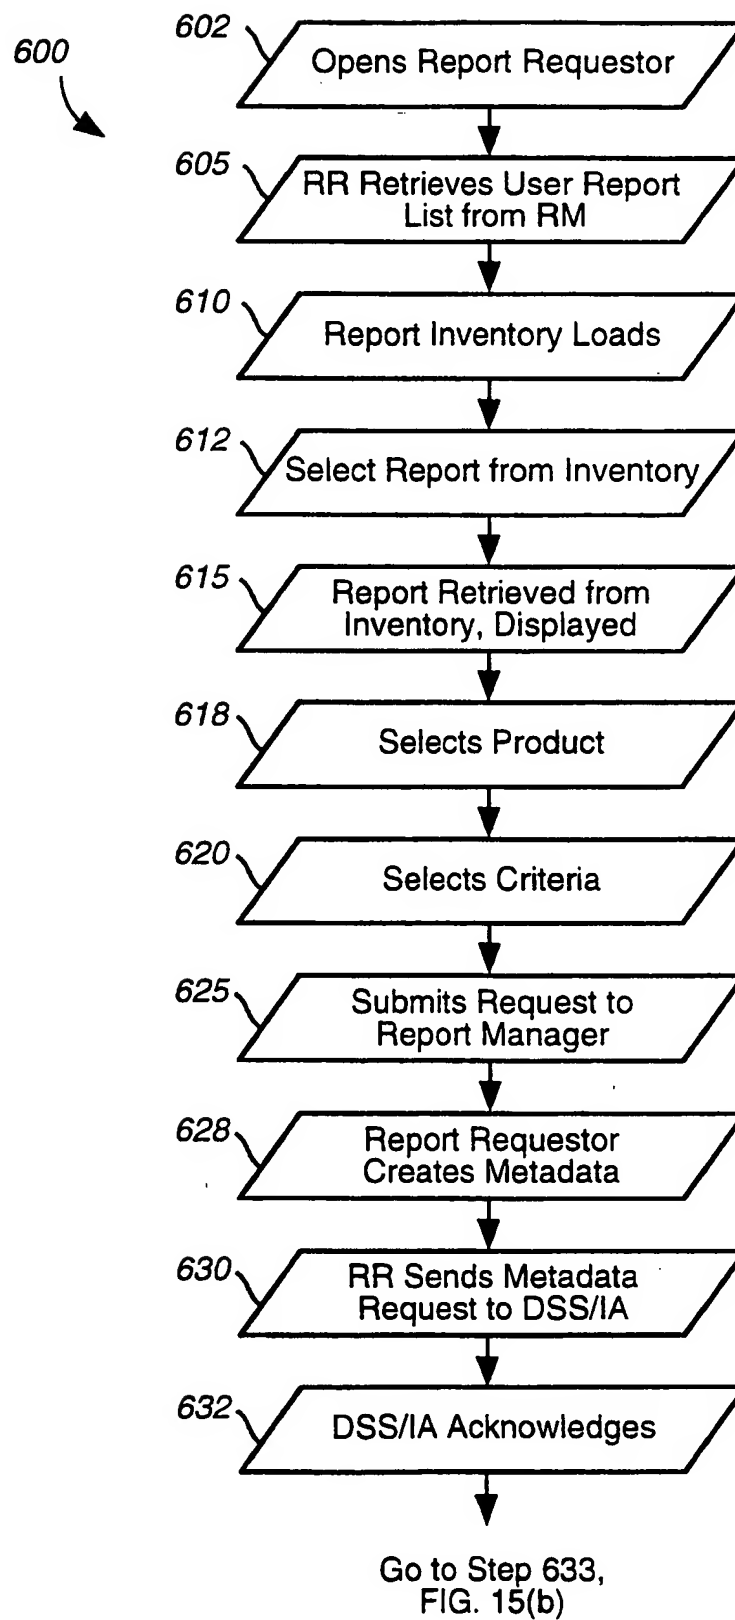 600
602
Opens Report Requestor
605
RR Retrieves User Report
List from RM
610
Report Inventory Loads
612
Select Report from Inventory
615
Report Retrieved from
Inventory, Displayed
618
Selects Product
620
Selects Criteria
625
Submits Request to
Report Manager
628
Report Requestor
Creates Metadata
630
RR Sends Metadata
Request to DSS/IA
632
DSS/IA Acknowledges
Go to Step 633,
FIG. 15(b)